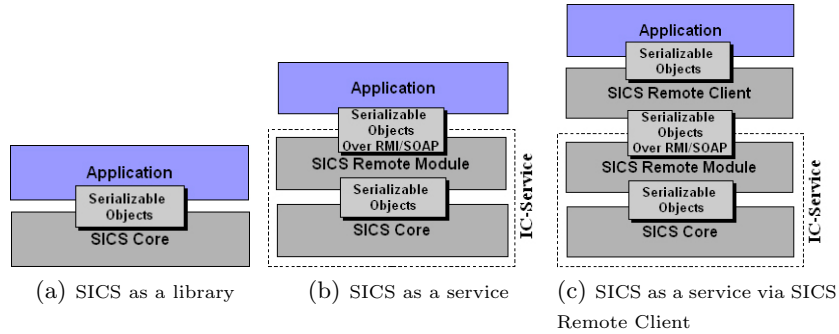 Application
Serializable
Objects
SICS Core
(a) SICS as a library
Application
Serializable
Objects
Over RMI/SOAP
SICS Remote Module
Serializable
Objects
SICS Core
IC-Service
(b) SICS as a service
Application
Serializable
Objects
SICS Remote Client
Serializable
Objects
Over RMI/SOAP
SICS Remote Module
Serializable
Objects
SICS Core
IC-Service
(c) SICS as a service via SICS
Remote Client